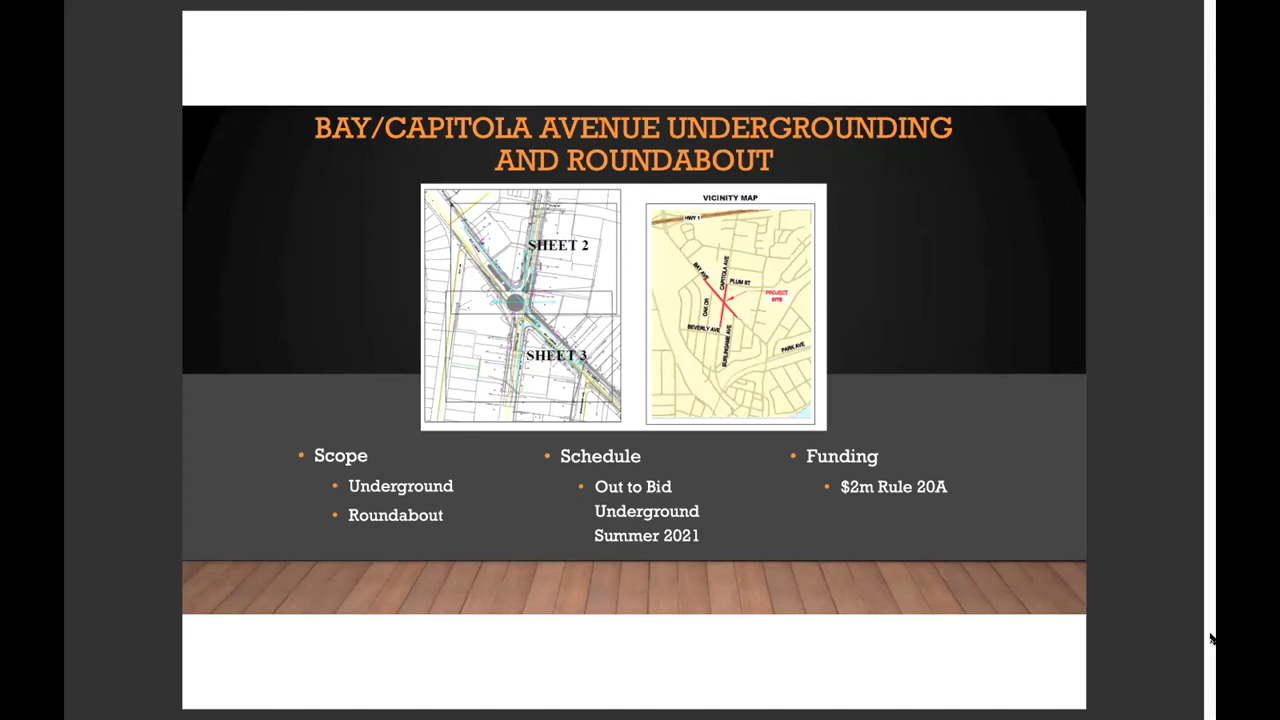 BAY/CAPITOLA AVENUE UNDERGROUNDING
AND ROUNDABOUT
SHEET 2
SHEET 3
VICINITY MAP
HWY 1
BAY AVE
CAPITOLA AVE
PLUM ST
PROJECT
SITE
OAK DR
BEVERLY AVE
BURLINGAME AVE
PARK AVE
• Scope
• Underground
• Roundabout
• Schedule
• Out to Bid
Underground
Summer 2021
• Funding
• $2m Rule 20A